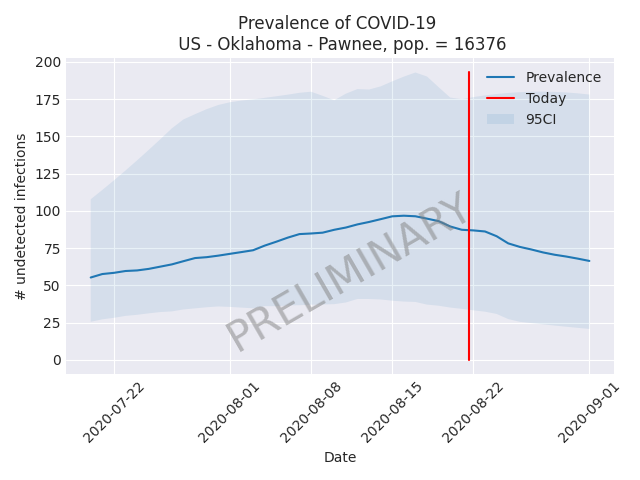 Prevalence of COVID-19
US - Oklahoma - Pawnee, pop. = 16376
200
175
150
125
100
75
50
25
0
# undetected infections
Prevalence
Today
95CI
PRELIMINARY
2020-07-22
2020-08-01
2020-08-08
2020-08-15
2020-08-22
2020-09-01
Date